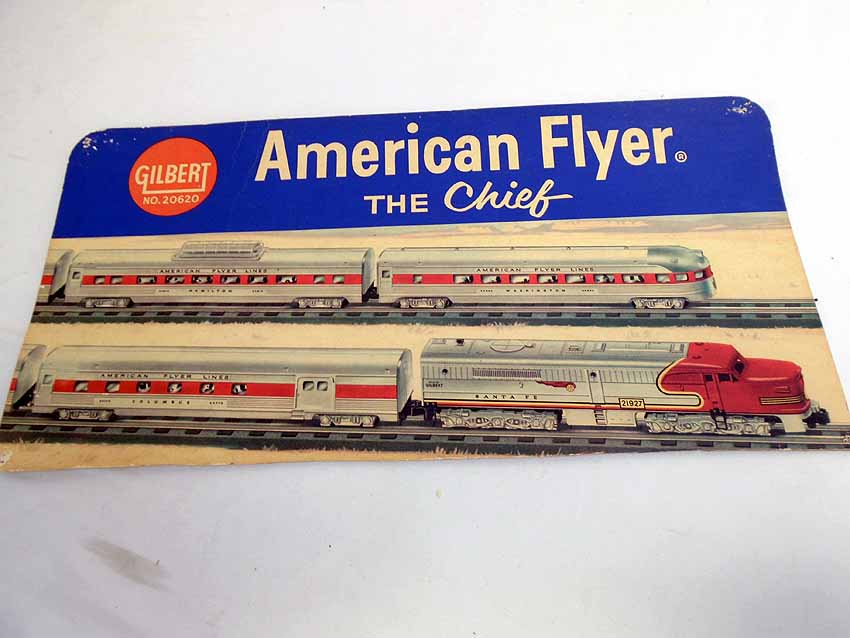 GILBERT
NO. 20620
American Flyer®
THE Chief
AMERICAN FLYER LINES
HAMILTON
AMERICAN FLYER LINES
WASHINGTON
AMERICAN FLYER LINES
COLUMBUS
GILBERT
SANTA FE
21927